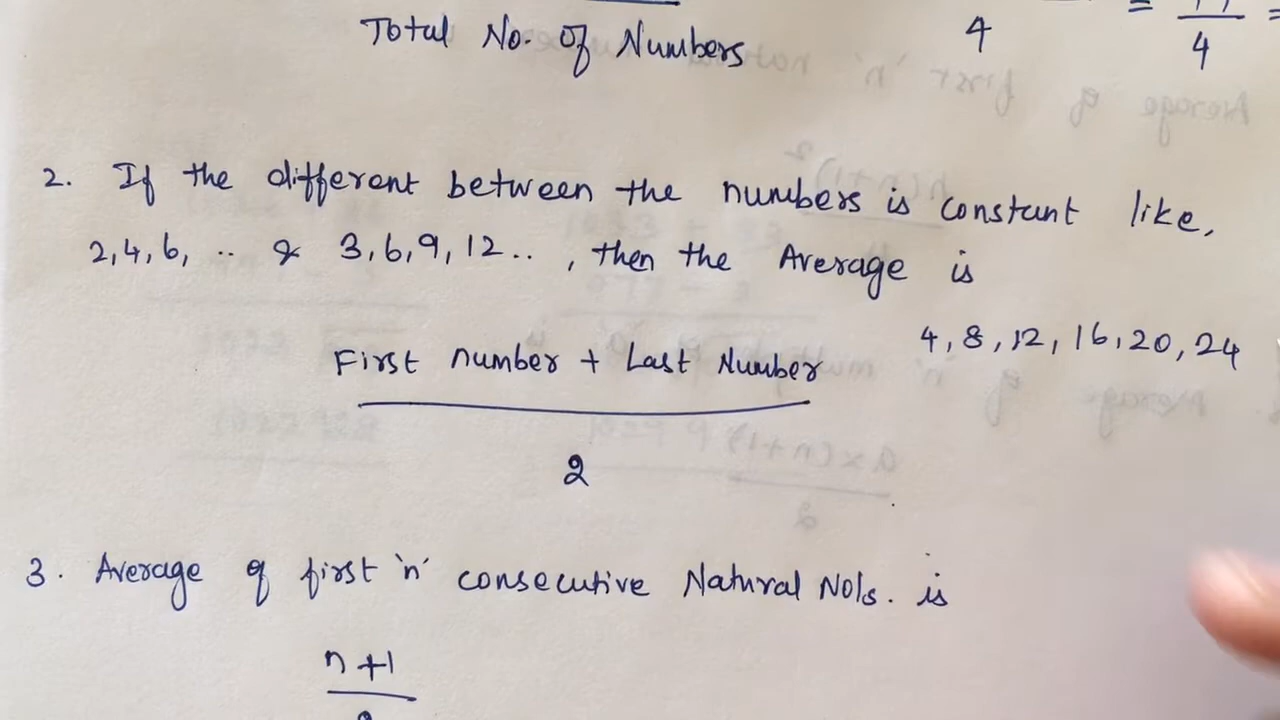 Total No. Of Numbers
4
=
4
=
2. If the different between the numbers is constant like,
2,4,6, .. & 3,6,9,12.. , then the Average is
4,8,12,16,20,24
First number + Last Number
2
3. Average of first 'n' consecutive Natural Nols. is
n+1